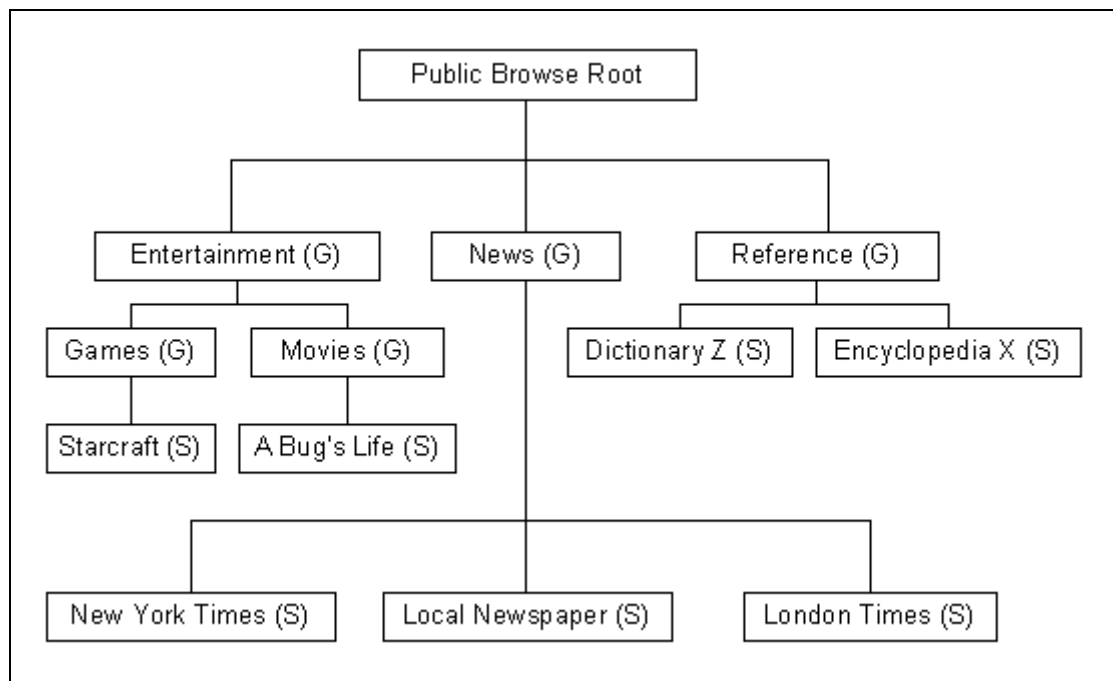 Public Browse Root
Entertainment (G)
News (G)
Reference (G)
Games (G)
Movies (G)
Dictionary Z (S)
Encyclopedia X (S)
Starcraft (S)
A Bug's Life (S)
New York Times (S)
Local Newspaper (S)
London Times (S)